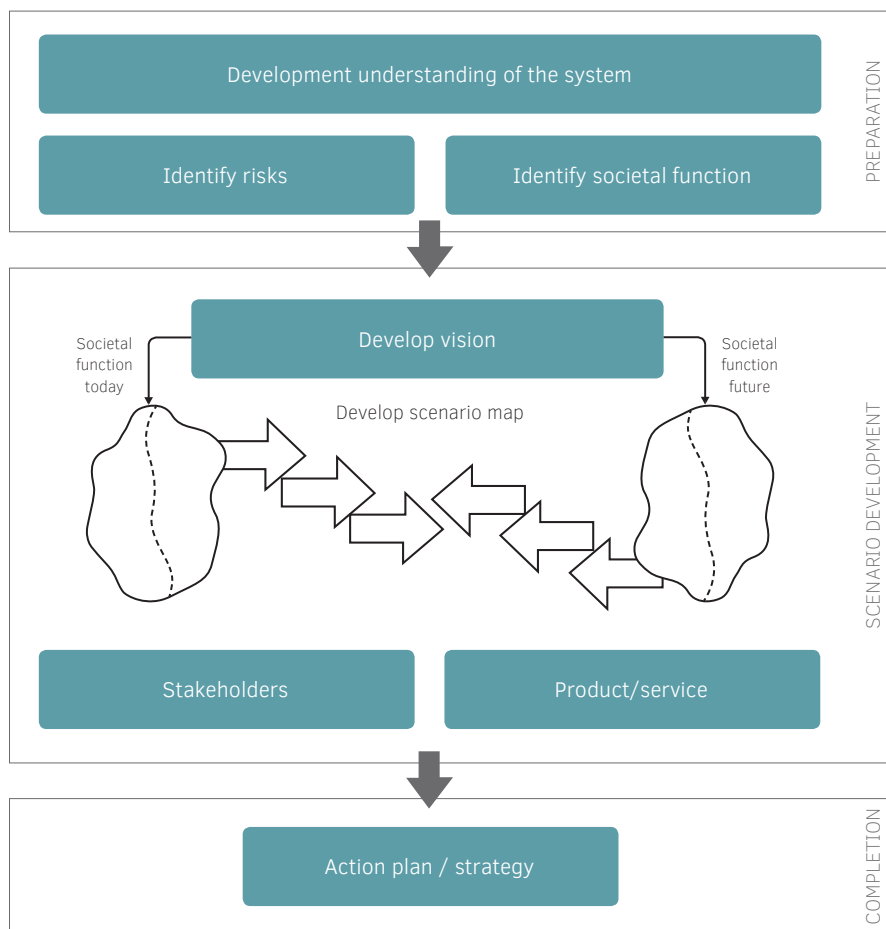 Development understanding of the system
Identify risks
Identify societal function
PREPARATION
Develop vision
Societal
function
today
Societal
function
future
Develop scenario map
SCENARIO DEVELOPMENT
Stakeholders
Product/service
Action plan / strategy
COMPLETION